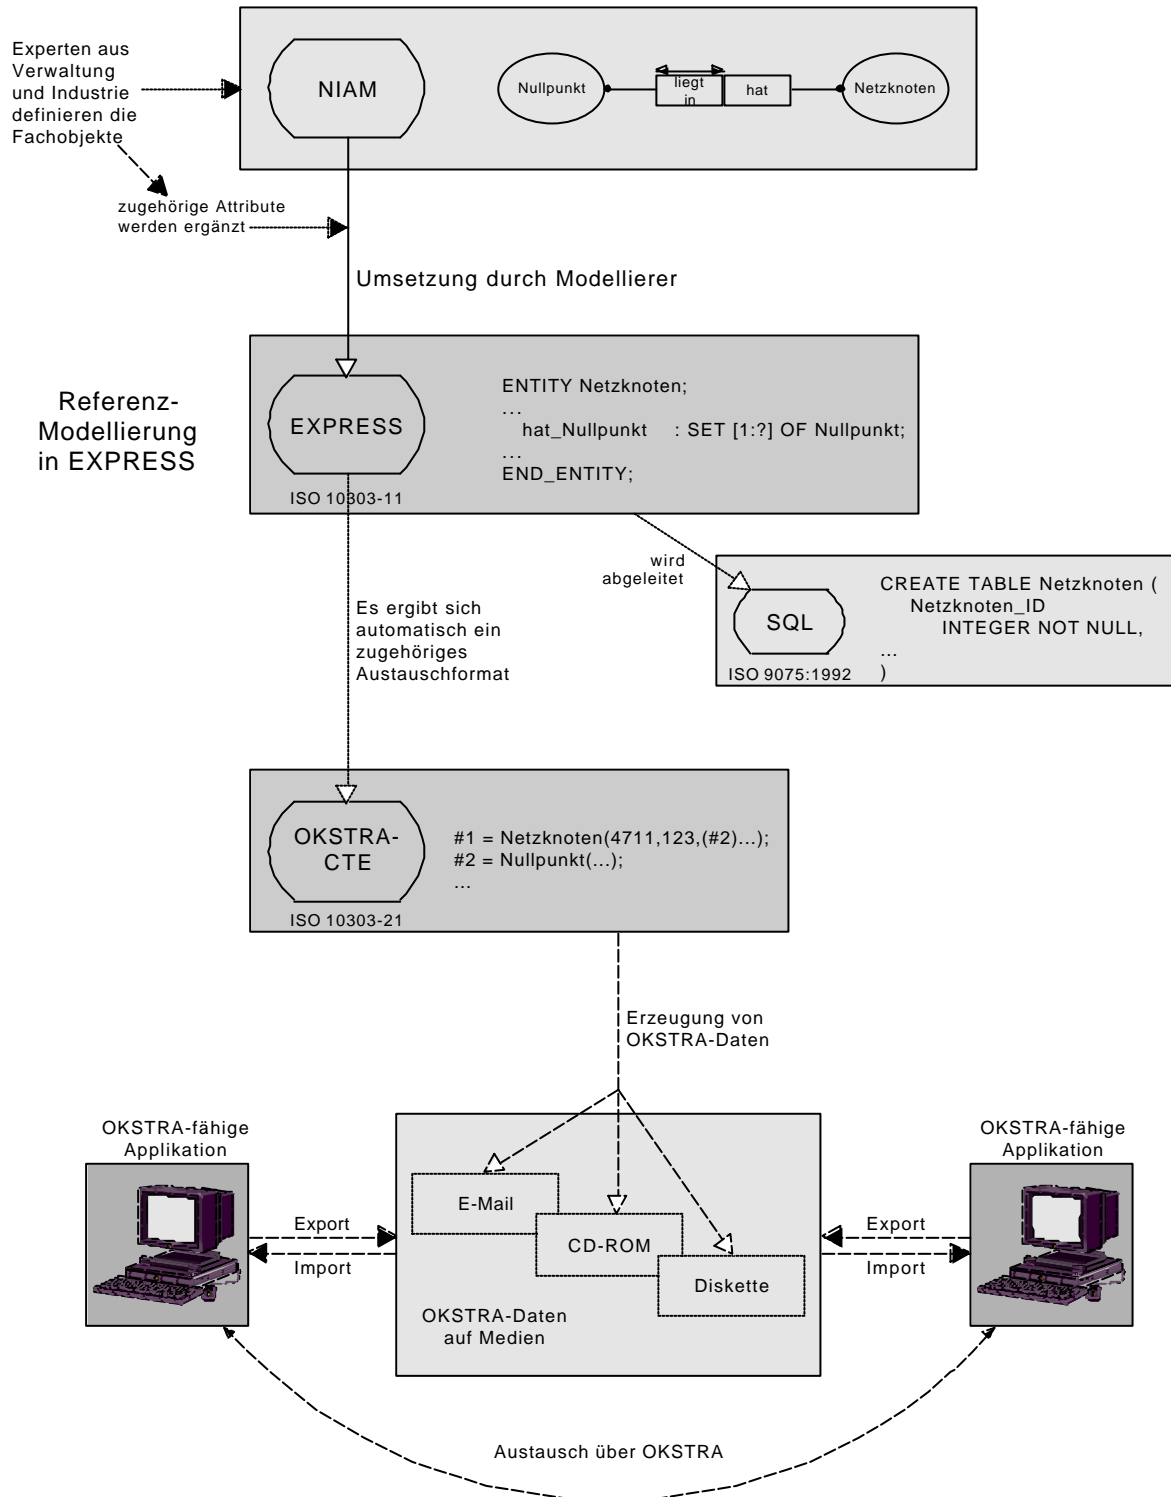 Experten aus
Verwaltung
und Industrie
definieren die
Fachobjekte
NIAM
Nullpunkt
liegt
in
hat
Netzknoten
zugehörige Attribute
werden ergänzt
Umsetzung durch Modellierer
Referenz-
Modellierung
in EXPRESS
EXPRESS
ISO 10303-11
ENTITY Netzknoten;
...
hat_Nullpunkt : SET [1:?] OF Nullpunkt;
...
END_ENTITY;
wird
abgeleitet
SQL
ISO 9075:1992
CREATE TABLE Netzknoten (
Netzknoten_ID
INTEGER NOT NULL,
...
)
Es ergibt sich
automatisch ein
zugehöriges
Austauschformat
OKSTRA-
CTE
ISO 10303-21
#1 = Netzknoten(4711,123,(#2)...);
#2 = Nullpunkt(...);
...
Erzeugung von
OKSTRA-Daten
OKSTRA-fähige
Applikation
Export
Import
E-Mail
CD-ROM
Diskette
OKSTRA-Daten
auf Medien
OKSTRA-fähige
Applikation
Export
Import
Austausch über OKSTRA